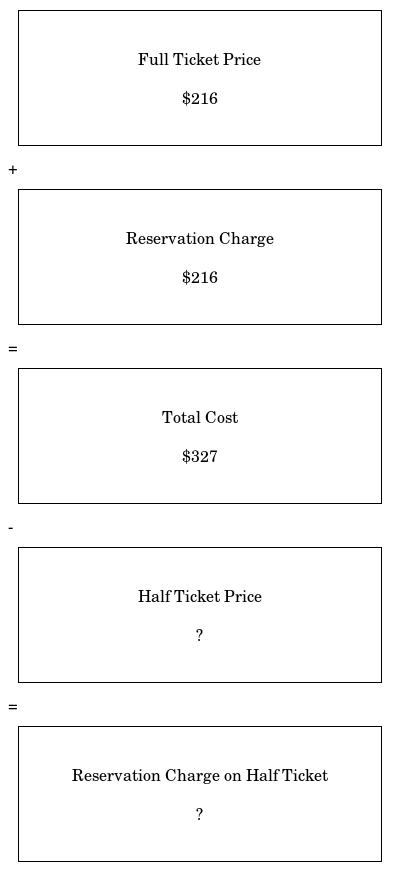 Full Ticket Price
$216
+
Reservation Charge
$216
=
Total Cost
$327
-
Half Ticket Price
?
=
Reservation Charge on Half Ticket
?